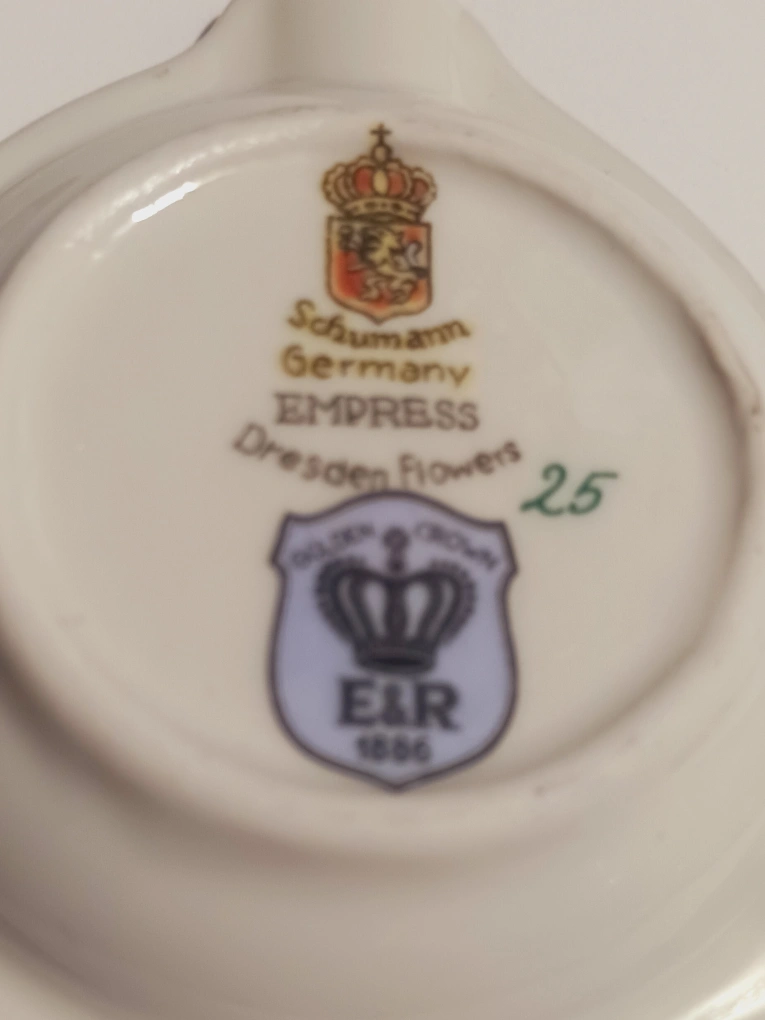 Schumann
Germany
EMPRESS
Dresden Flowers
25
GOLDEN CROWN
E&R
1886